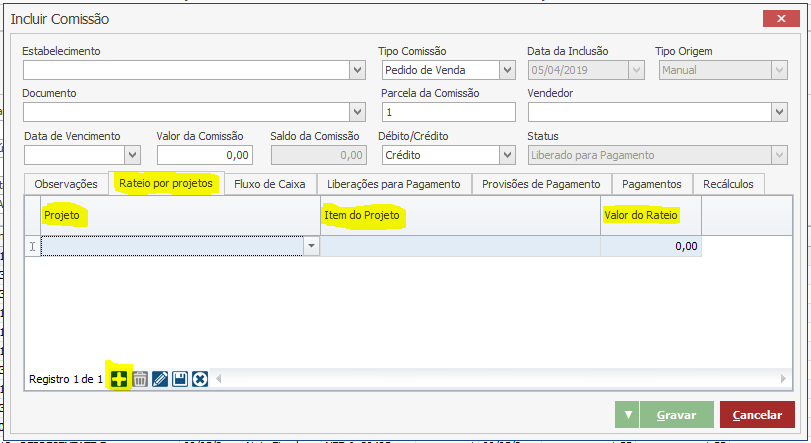 Incluir Comissão
Estabelecimento Tipo Comissão Data da Inclusão Tipo Origem
Pedido de Venda 05/04/2019 Manual
Documento Parcela da Comissão Vendedor
1
Data de Vencimento Valor da Comissão Saldo da Comissão Débito/Crédito Status
0,00 0,00 Crédito Liberado para Pagamento
Observações Rateio por projetos Fluxo de Caixa Liberações para Pagamento Provisões de Pagamento Pagamentos Recálculos
Projeto Item do Projeto Valor do Rateio
0,00
Registro 1 de 1
Gravar Cancelar